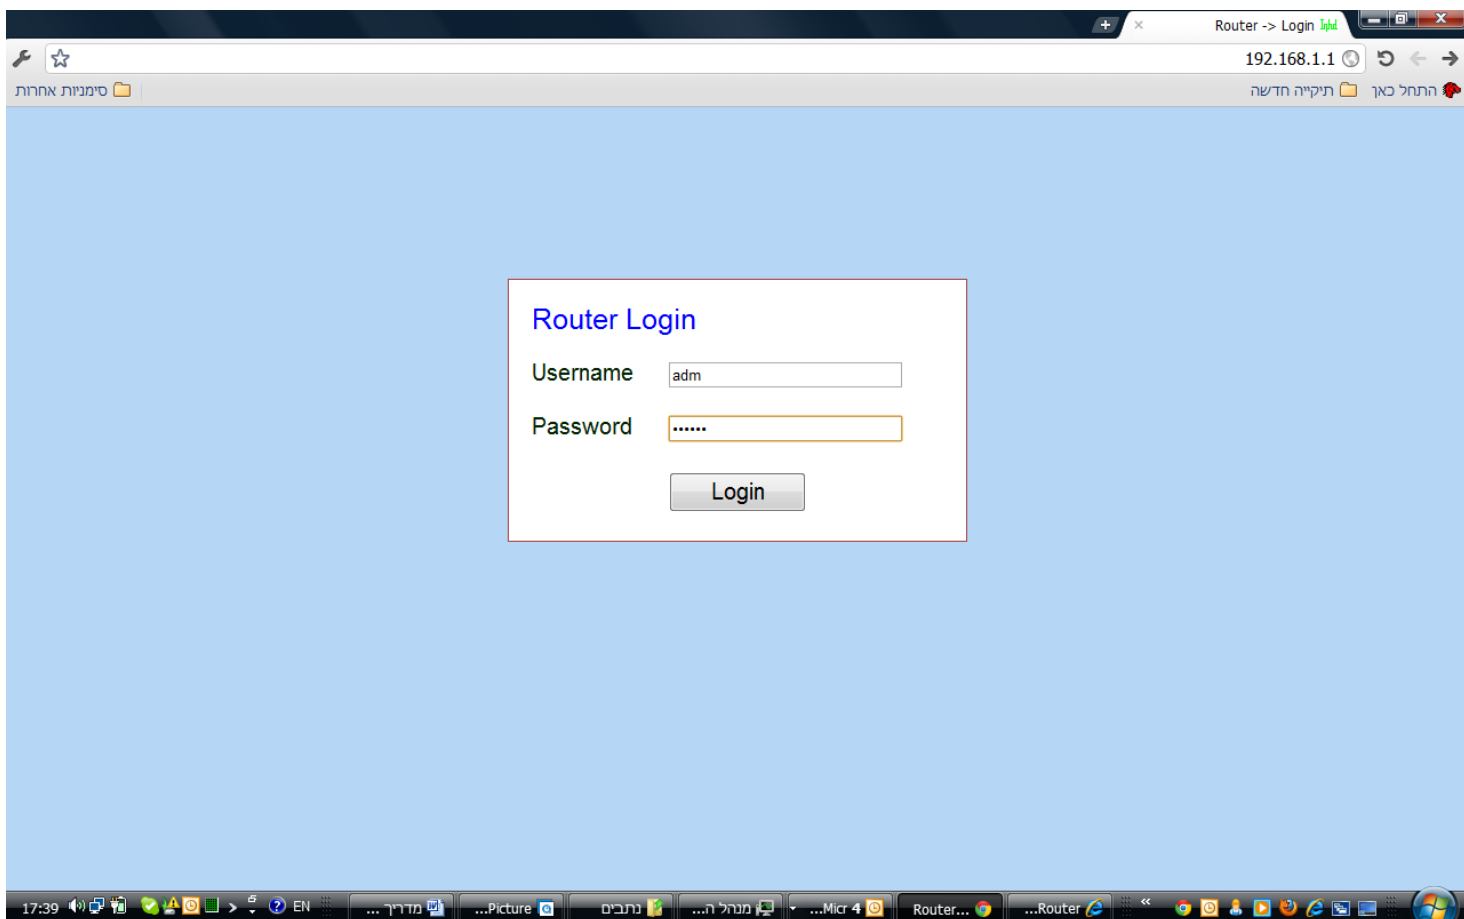 Router -> Login
192.168.1.1
התחל כאן
תיקייה חדשה
סימניות אחרות
Router Login
Username
adm
Password
••••••
Login
Router...
Router...
4 Micr...
מנהל ה...
נתבים
Picture...
מדריך ...
EN
17:39